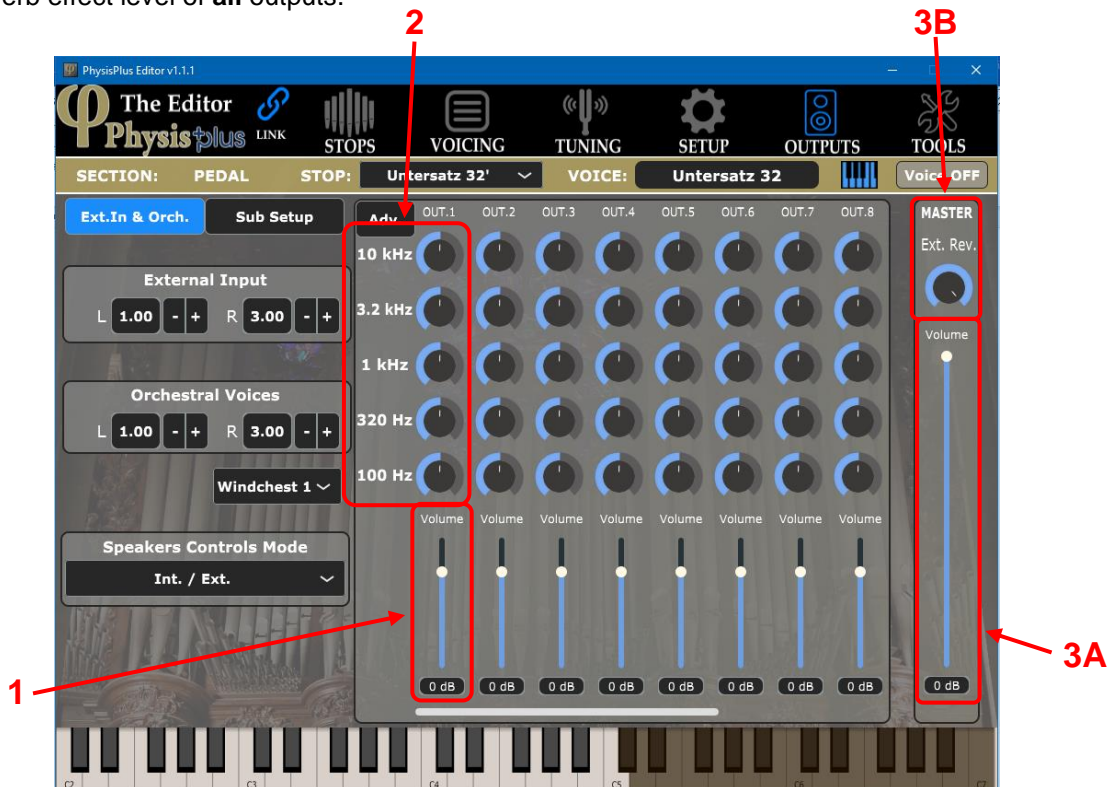 erb effect level of all outputs.
2 3B
PhysisPlus Editor v1.1.1
The Editor
Physis plus
LINK STOPS VOICING TUNING SETUP OUTPUTS TOOLS
SECTION: PEDAL STOP: Untersatz 32' VOICE: Untersatz 32 Voice OFF
Ext.In & Orch. Sub Setup Adv. OUT.1 OUT.2 OUT.3 OUT.4 OUT.5 OUT.6 OUT.7 OUT.8 MASTER
10 kHz Ext. Rev.
External Input
L 1.00 - + R 3.00 - + 3.2 kHz
Volume
1 kHz
Orchestral Voices
L 1.00 - + R 3.00 - + 320 Hz
Windchest 1 100 Hz
Volume Volume Volume Volume Volume Volume Volume Volume
Speakers Controls Mode
Int. / Ext.
3A
1
0 dB 0 dB 0 dB 0 dB 0 dB 0 dB 0 dB 0 dB 0 dB
C2 C3 C4 C5 C6 C7